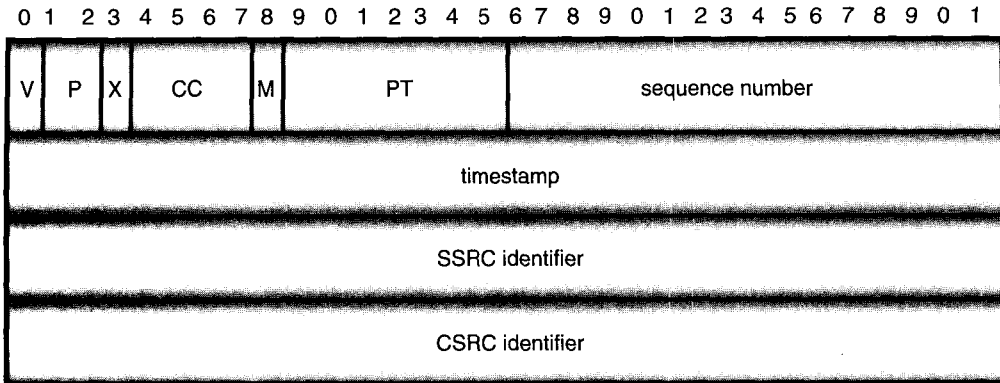 0 1 2 3 4 5 6 7 8 9 0 1 2 3 4 5 6 7 8 9 0 1 2 3 4 5 6 7 8 9 0 1
V P X CC M PT sequence number
timestamp
SSRC identifier
CSRC identifier